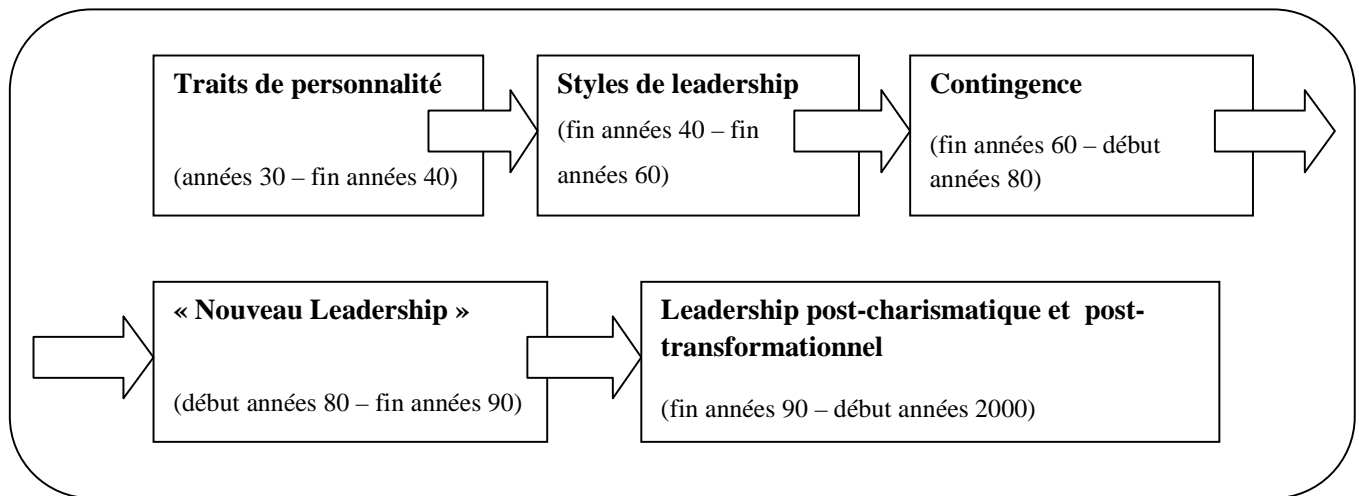 Traits de personnalité
(années 30 – fin années 40)
Styles de leadership
(fin années 40 – fin
années 60)
Contingence
(fin années 60 – début
années 80)
« Nouveau Leadership »
(début années 80 – fin années 90)
Leadership post-charismatique et post-
transformationnel
(fin années 90 – début années 2000)